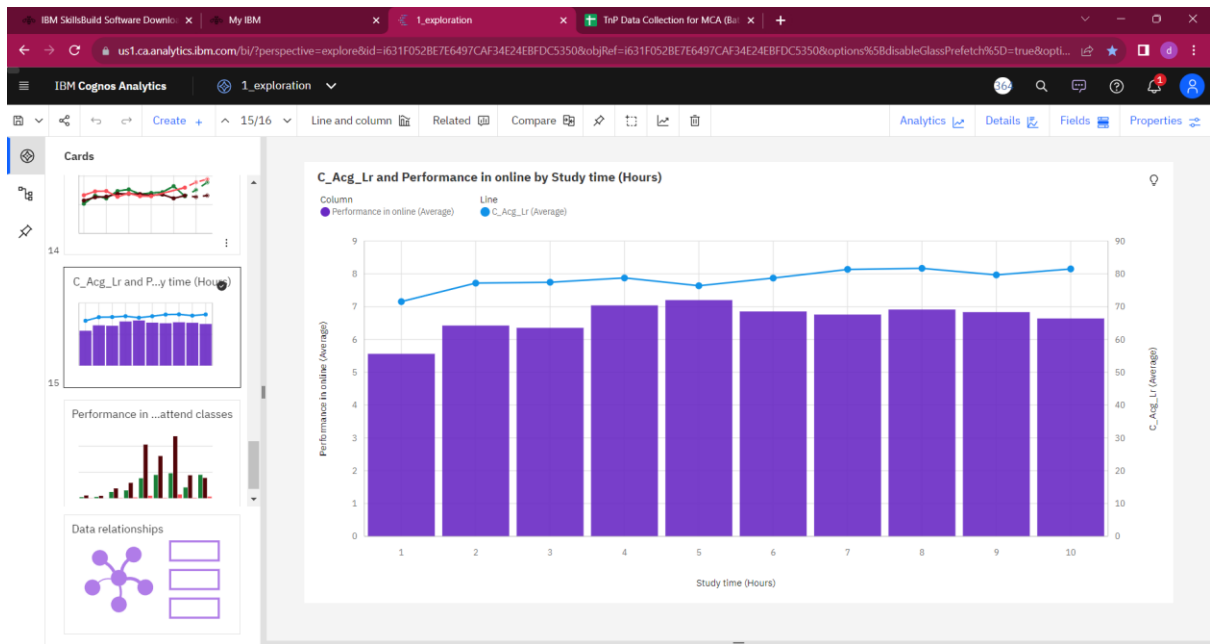 IBM SkillsBuild Software Downloa
My IBM
1_exploration
TnP Data Collection for MCA (Bat
us1.ca.analytics.ibm.com/bi/?perspective=explore&id=i631F052BE7E6497CAF34E24EBFDC5350&objRef=i631F052BE7E6497CAF34E24EBFDC5350&options%5BdisableGlassPrefetch%5D=true&opti...
d
IBM Cognos Analytics
1_exploration
364
1
Create +
15/16
Line and column
Related
Compare
Analytics
Details
Fields
Properties
Cards
14
C_Acg_Lr and P...y time (Hours)
15
Performance in ...attend classes
Data relationships
C_Acg_Lr and Performance in online by Study time (Hours)
Column
Line
Performance in online (Average)
C_Acg_Lr (Average)
9
8
7
6
5
4
3
2
1
0
Performance in online (Average)
90
80
70
60
50
40
30
20
10
0
C_Acg_Lr (Average)
1 2 3 4 5 6 7 8 9 10
Study time (Hours)